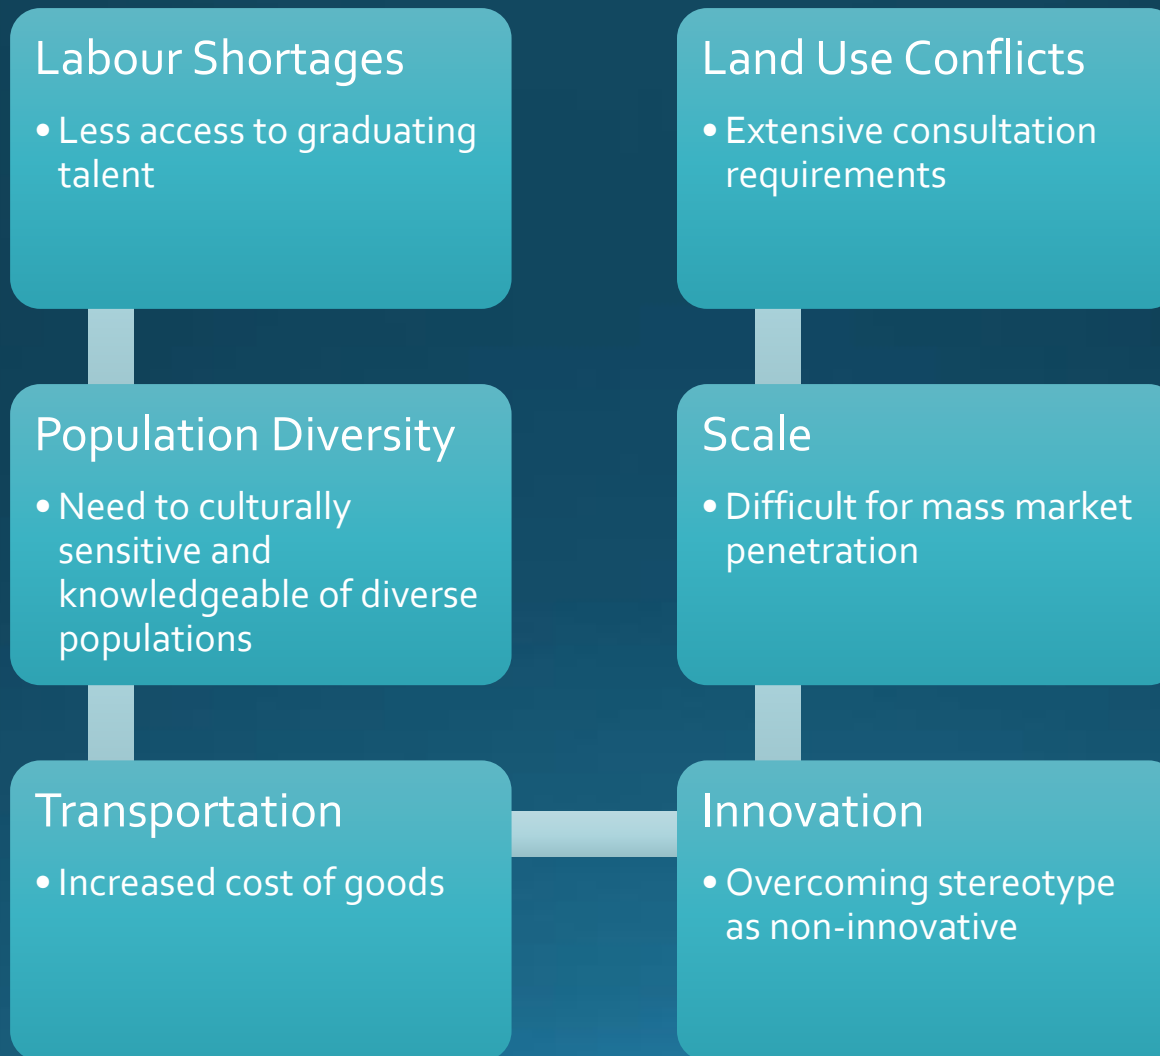 Labour Shortages
• Less access to graduating
talent
Population Diversity
• Need to culturally
sensitive and
knowledgeable of diverse
populations
Transportation
• Increased cost of goods
Innovation
• Overcoming stereotype
as non-innovative
Scale
• Difficult for mass market
penetration
Land Use Conflicts
• Extensive consultation
requirements